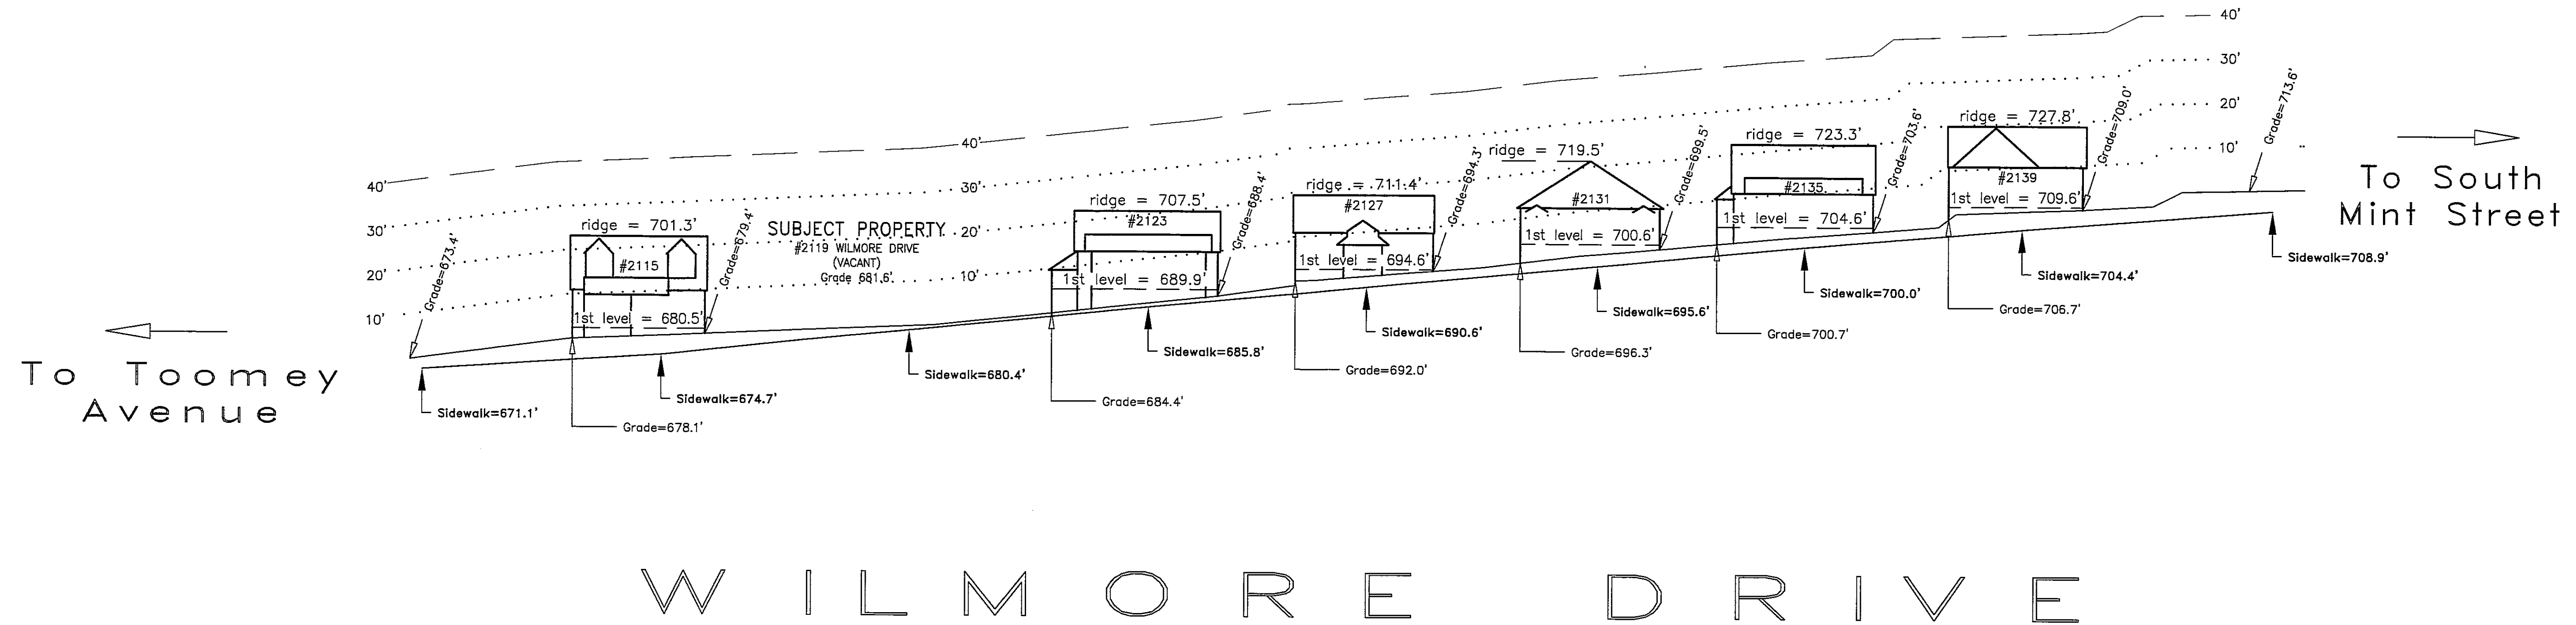 40'
30'
20'
10'
40'
30'
20'
10'
40'
30'
20'
10'
To Toomey
Avenue
To South
Mint Street
Grade=673.4'
ridge = 701.3'
#2115
1st level = 680.5'
Grade=679.4'
SUBJECT PROPERTY
#2119 WILMORE DRIVE
(VACANT)
Grade 681.6'
ridge = 707.5'
#2123
1st level = 689.9'
Grade=688.4'
ridge = 711.4'
#2127
1st level = 694.6'
Grade=694.3'
ridge = 719.5'
#2131
1st level = 700.6'
Grade=699.5'
ridge = 723.3'
#2135
1st level = 704.6'
Grade=703.6'
ridge = 727.8'
#2139
1st level = 709.6'
Grade=709.0'
Grade=713.6'
Sidewalk=671.1'
Grade=678.1'
Sidewalk=674.7'
Sidewalk=680.4'
Grade=684.4'
Sidewalk=685.8'
Grade=692.0'
Sidewalk=690.6'
Grade=696.3'
Sidewalk=695.6'
Grade=700.7'
Sidewalk=700.0'
Grade=706.7'
Sidewalk=704.4'
Sidewalk=708.9'
WILMORE DRIVE